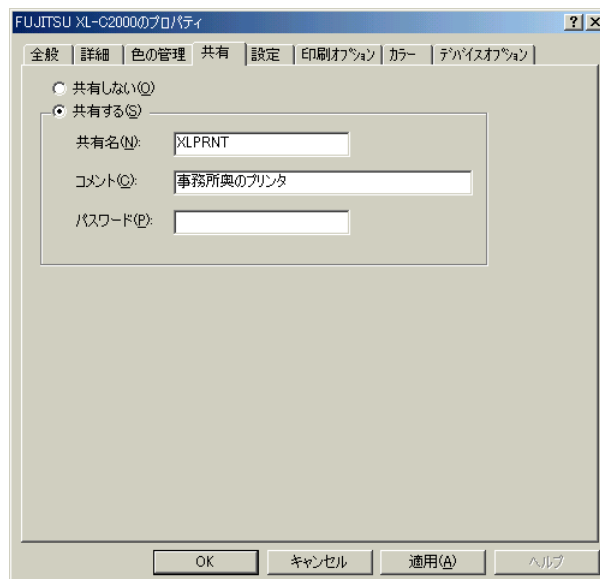 FUJITSU XL-C2000のプロパティ
全般 詳細 色の管理 共有 設定 印刷オプション カラー デバイスオプション
共有しない(O)
共有する(S)
共有名(N): XLPRNT
コメント(C): 事務所奥のプリンタ
パスワード(P):
OK キャンセル 適用(A) ヘルプ